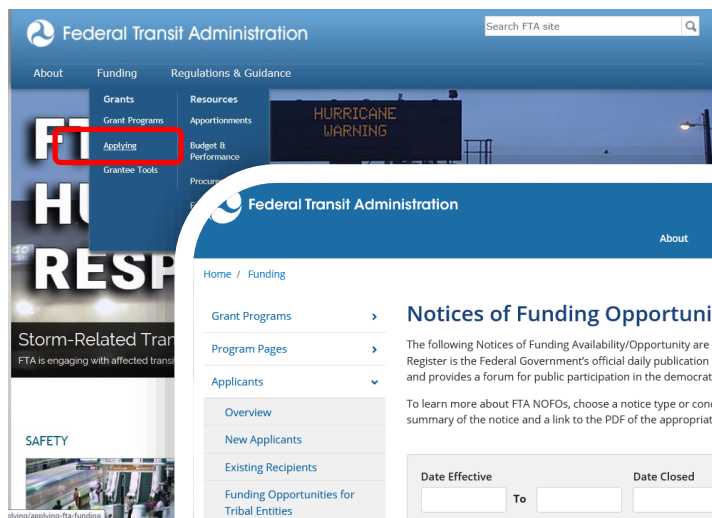 Federal Transit Administration
Search FTA site
About Funding Regulations & Guidance
Grants Resources
Grant Programs Apportionments
Applying Budget &
Performance
Grantee Tools
HURRICANE
WARNING
RESP
Storm-Related Tran
FTA is engaging with affected transi
SAFETY
Federal Transit Administration
About
Home / Funding
Grant Programs
Program Pages
Applicants
Overview
New Applicants
Existing Recipients
Funding Opportunities for
Tribal Entities
Notices of Funding Opportuni
The following Notices of Funding Availability/Opportunity are
Register is the Federal Government's official daily publication
and provides a forum for public participation in the democrat
To learn more about FTA NOFOs, choose a notice type or con
summary of the notice and a link to the PDF of the appropriat
Date Effective Date Closed
To